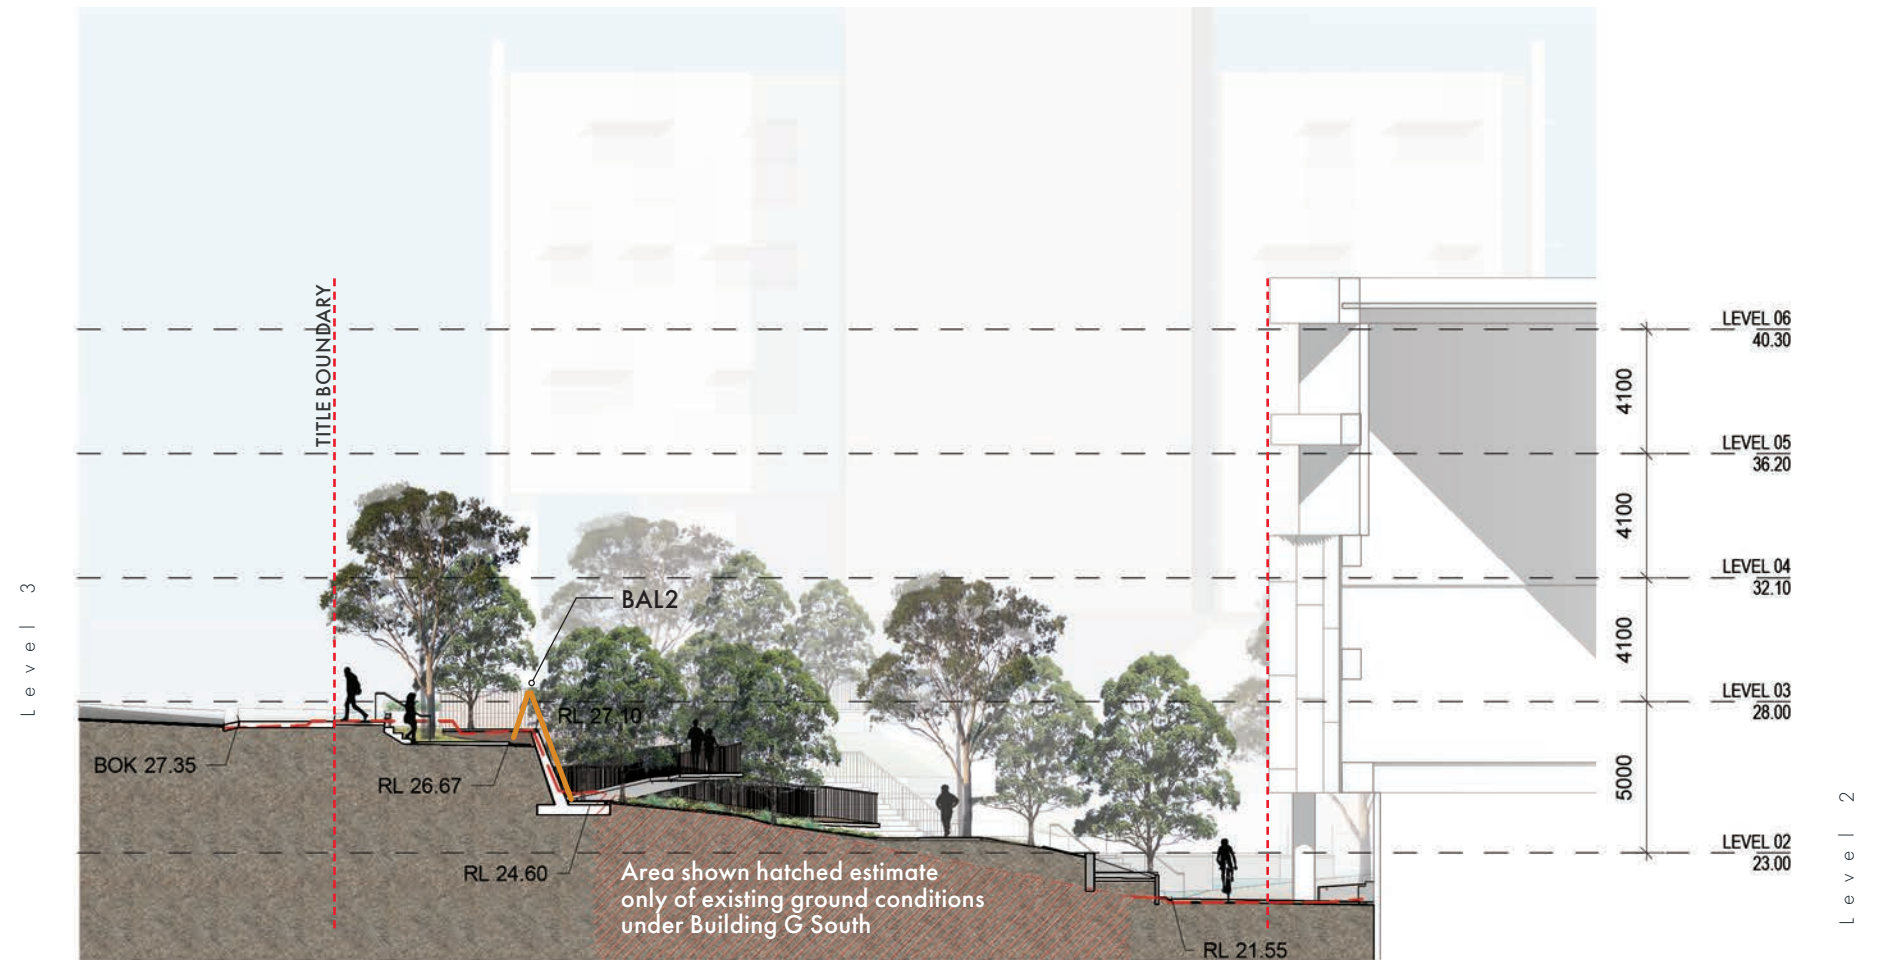 Level 3
TITLE BOUNDARY
LEVEL 06
40.30
4100
LEVEL 05
36.20
4100
LEVEL 04
32.10
4100
LEVEL 03
28.00
5000
LEVEL 02
23.00
BAL2
RL 27.10
BOK 27.35
RL 26.67
RL 24.60
Area shown hatched estimate
only of existing ground conditions
under Building G South
RL 21.55
Level 2